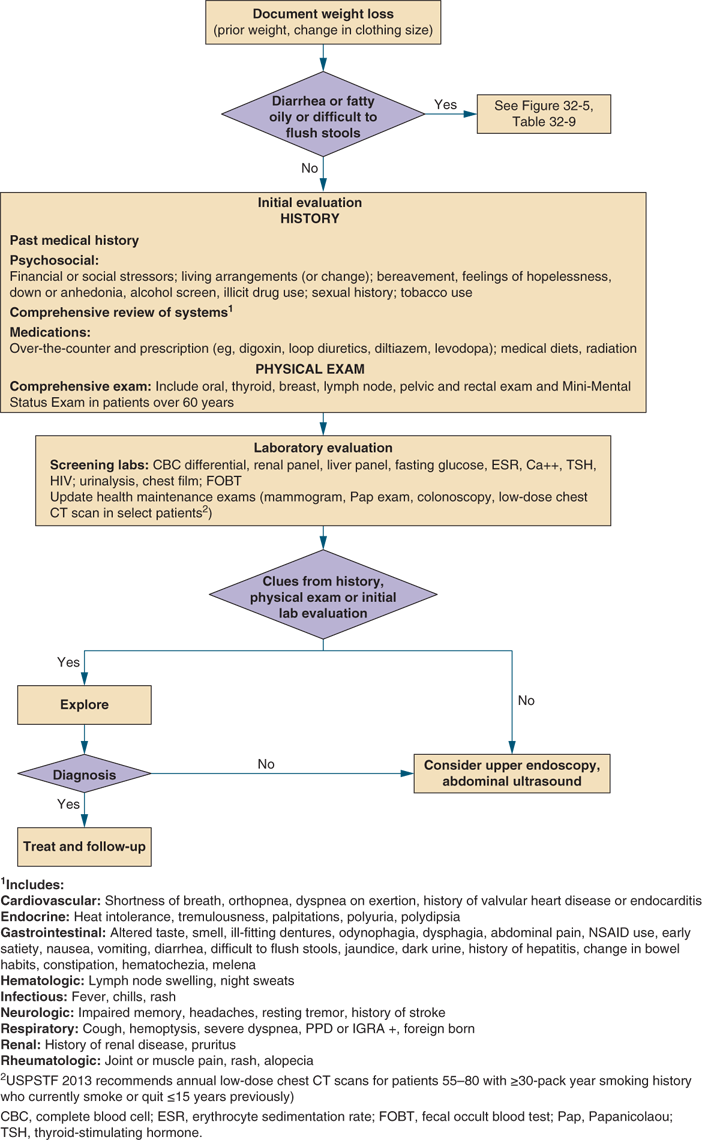 Document weight loss
(prior weight, change in clothing size)
Diarrhea or fatty
oily or difficult to
flush stools
Yes
See Figure 32-5,
Table 32-9
No
Initial evaluation
HISTORY
Past medical history
Psychosocial:
Financial or social stressors; living arrangements (or change); bereavement, feelings of hopelessness,
down or anhedonia, alcohol screen, illicit drug use; sexual history; tobacco use
Comprehensive review of systems1
Medications:
Over-the-counter and prescription (eg, digoxin, loop diuretics, diltiazem, levodopa); medical diets, radiation
PHYSICAL EXAM
Comprehensive exam: Include oral, thyroid, breast, lymph node, pelvic and rectal exam and Mini-Mental
Status Exam in patients over 60 years
Laboratory evaluation
Screening labs: CBC differential, renal panel, liver panel, fasting glucose, ESR, Ca++, TSH,
HIV; urinalysis, chest film; FOBT
Update health maintenance exams (mammogram, Pap exam, colonoscopy, low-dose chest
CT scan in select patients2)
Clues from history,
physical exam or initial
lab evaluation
Yes
No
Explore
Diagnosis
No
Consider upper endoscopy,
abdominal ultrasound
Yes
Treat and follow-up
1Includes:
Cardiovascular: Shortness of breath, orthopnea, dyspnea on exertion, history of valvular heart disease or endocarditis
Endocrine: Heat intolerance, tremulousness, palpitations, polyuria, polydipsia
Gastrointestinal: Altered taste, smell, ill-fitting dentures, odynophagia, dysphagia, abdominal pain, NSAID use, early
satiety, nausea, vomiting, diarrhea, difficult to flush stools, jaundice, dark urine, history of hepatitis, change in bowel
habits, constipation, hematochezia, melena
Hematologic: Lymph node swelling, night sweats
Infectious: Fever, chills, rash
Neurologic: Impaired memory, headaches, resting tremor, history of stroke
Respiratory: Cough, hemoptysis, severe dyspnea, PPD or IGRA +, foreign born
Renal: History of renal disease, pruritus
Rheumatologic: Joint or muscle pain, rash, alopecia
2USPSTF 2013 recommends annual low-dose chest CT scans for patients 55–80 with ≥30-pack year smoking history
who currently smoke or quit ≤15 years previously)
CBC, complete blood cell; ESR, erythrocyte sedimentation rate; FOBT, fecal occult blood test; Pap, Papanicolaou;
TSH, thyroid-stimulating hormone.